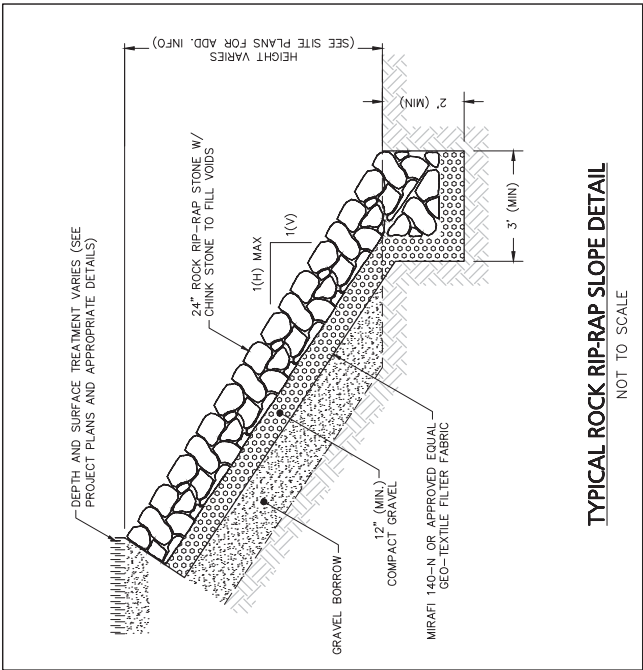 DEPTH AND SURFACE TREATMENT VARIES (SEE
PROJECT PLANS AND APPROPRIATE DETAILS)
24" ROCK RIP-RAP STONE W/
CHINK STONE TO FILL VOIDS
1(H) MAX
1(V)
HEIGHT VARIES
(SEE SITE PLANS FOR ADD. INFO)
2' (MIN)
3' (MIN)
GRAVEL BORROW
12" (MIN.)
COMPACT GRAVEL
MIRAFI 140-N OR APPROVED EQUAL
GEO-TEXTILE FILTER FABRIC
TYPICAL ROCK RIP-RAP SLOPE DETAIL
NOT TO SCALE